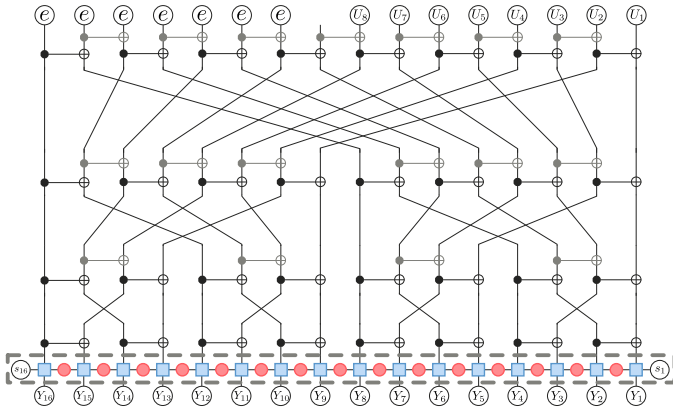 e e e e e e e U₈ U₇ U₆ U₅ U₄ U₃ U₂ U₁
s₁₆ s₁
Y₁₆ Y₁₅ Y₁₄ Y₁₃ Y₁₂ Y₁₁ Y₁₀ Y₉ Y₈ Y₇ Y₆ Y₅ Y₄ Y₃ Y₂ Y₁